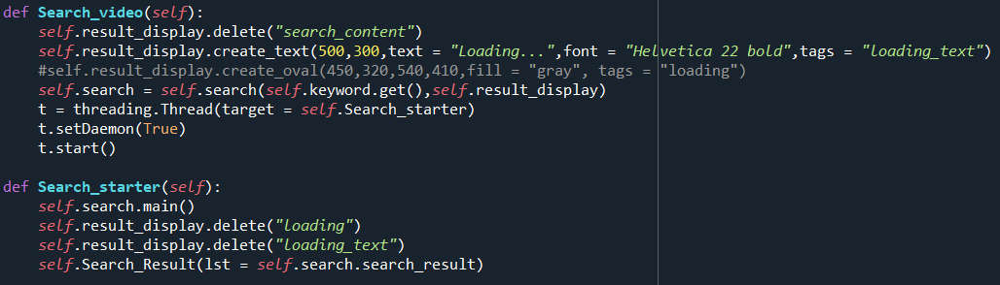 def Search_video(self):
    self.result_display.delete("search_content")
    self.result_display.create_text(500,300,text = "Loading...",font = "Helvetica 22 bold",tags = "loading_text")
    #self.result_display.create_oval(450,320,540,410,fill = "gray", tags = "loading")
    self.search = self.search(self.keyword.get(),self.result_display)
    t = threading.Thread(target = self.Search_starter)
    t.setDaemon(True)
    t.start()

def Search_starter(self):
    self.search.main()
    self.result_display.delete("loading")
    self.result_display.delete("loading_text")
    self.Search_Result(lst = self.search.search_result)